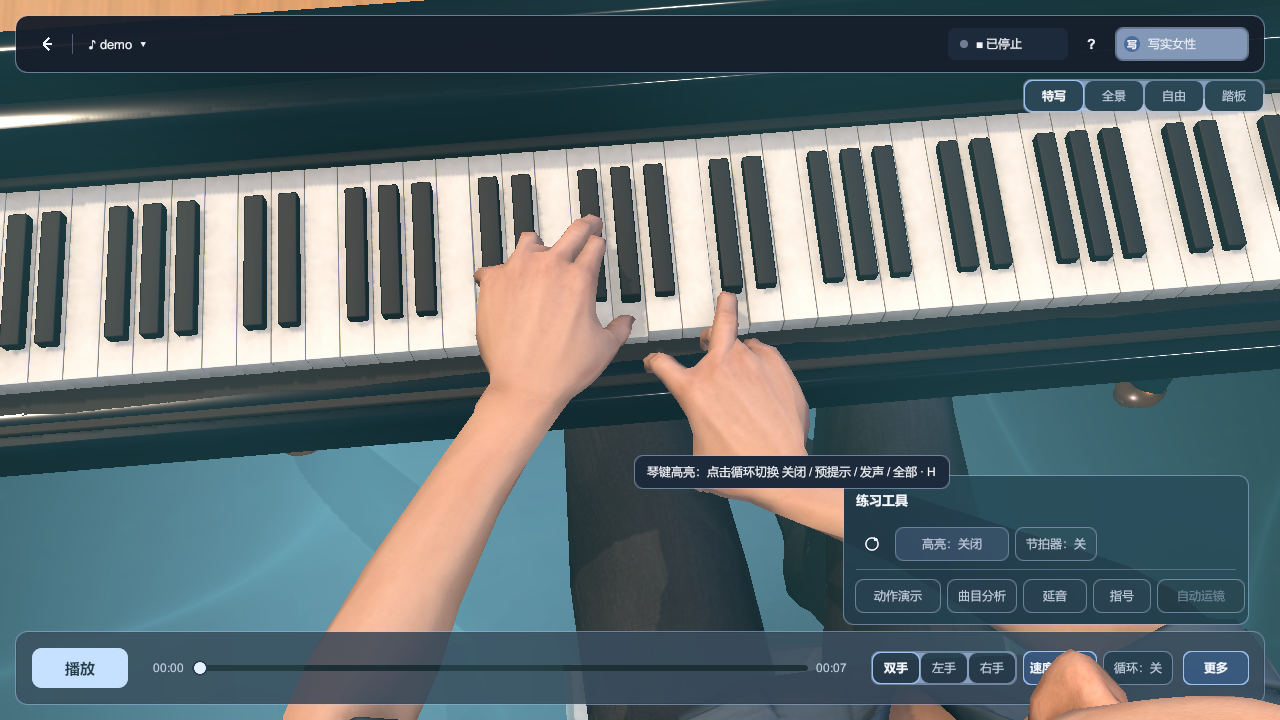 ♪ demo ▼
■ 已停止
?
写 写实女性
特写 全景 自由 踏板
琴键高亮：点击循环切换 关闭 / 预提示 / 发声 / 全部 · H
练习工具
高亮：关闭 节拍器：关
动作演示 曲目分析 延音 指号 自动运镜
播放 00:00 00:07 双手 左手 右手 循环：关 更多